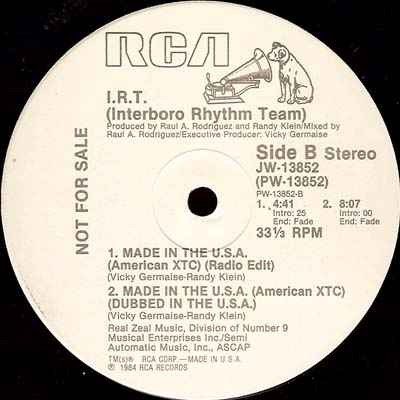 RCA
I.R.T.
(Interboro Rhythm Team)
Produced by Raul A. Rodriguez and Randy Klein/Mixed by
Raul A. Rodriguez/Executive Producer: Vicky Germaise
NOT FOR SALE
Side B Stereo
JW-13852
(PW-13852)
PW-13852-B
1. 4:41 2. 8:07
Intro: 25 Intro: 00
End: Fade End: Fade
33⅓ RPM
1. MADE IN THE U.S.A.
(American XTC) (Radio Edit)
(Vicky Germaise-Randy Klein)
2. MADE IN THE U.S.A. (American XTC)
(DUBBED IN THE U.S.A.)
(Vicky Germaise-Randy Klein)
Real Zeal Music, Division of Number 9
Musical Enterprises Inc./Semi
Automatic Music, Inc., ASCAP
TM(s)® RCA CORP.—MADE IN U.S.A.
℗ 1984 RCA RECORDS